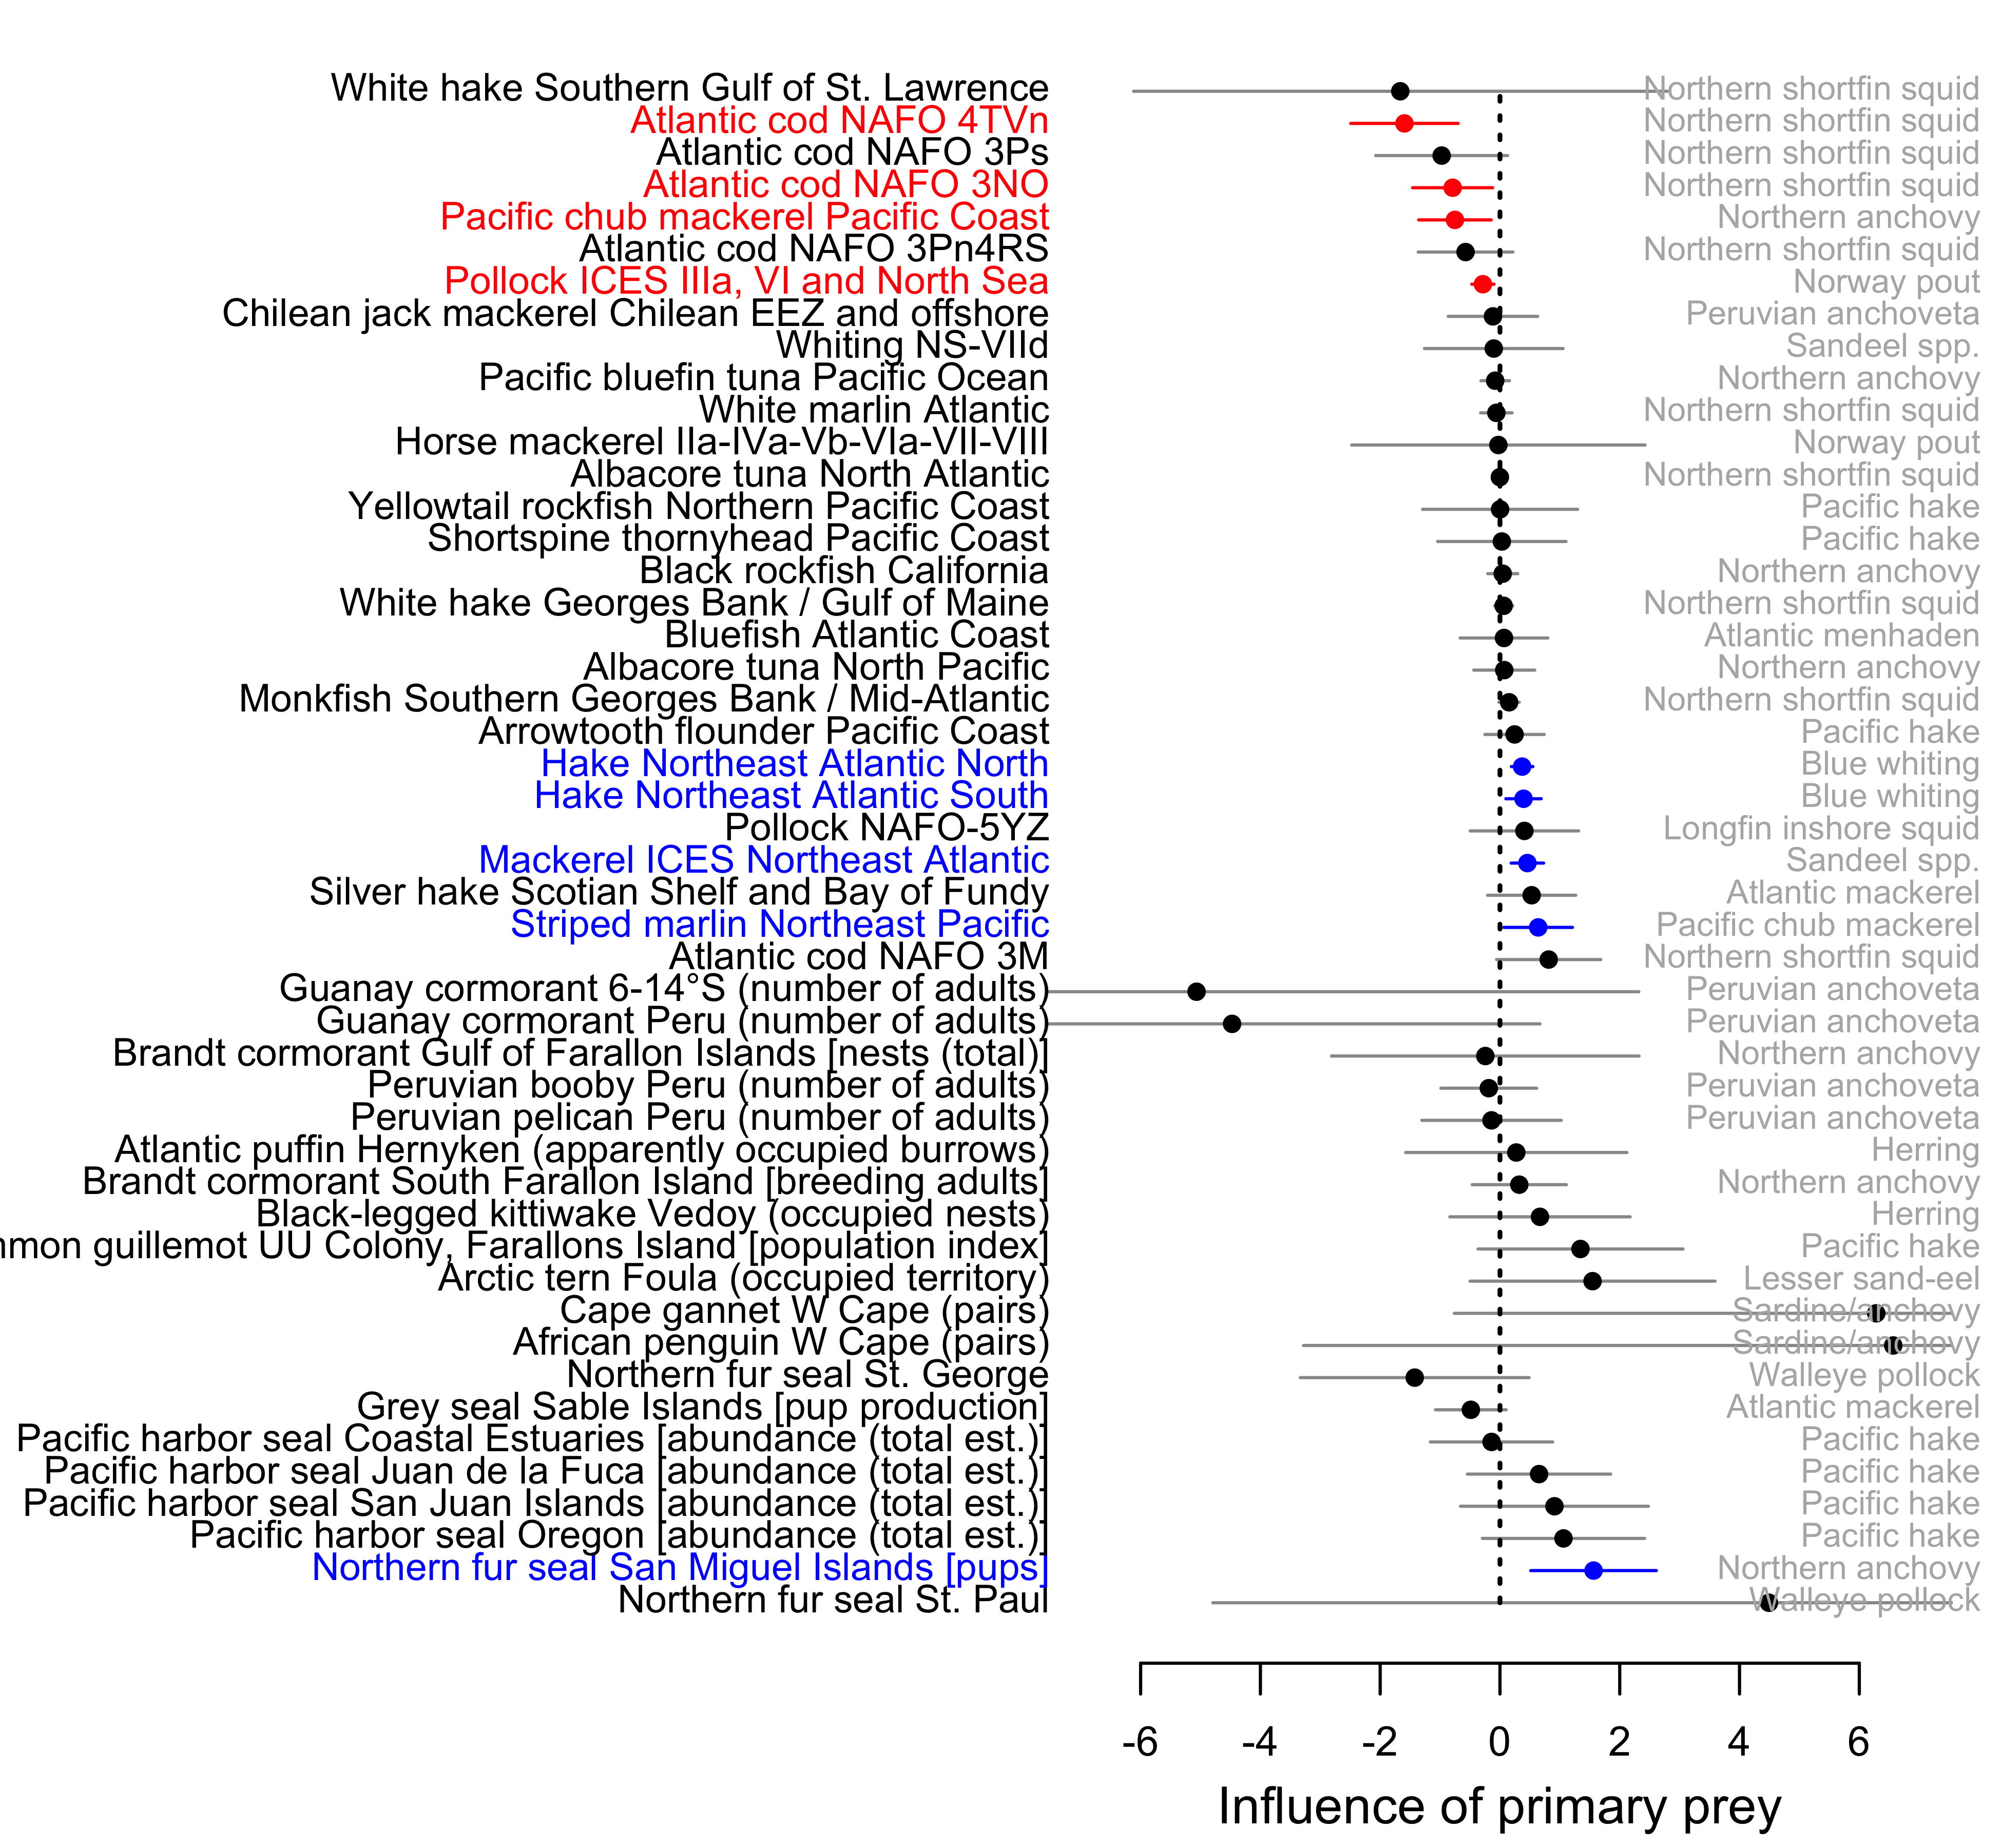 White hake Southern Gulf of St. Lawrence Northern shortfin squid
Atlantic cod NAFO 4TVn Northern shortfin squid
Atlantic cod NAFO 3Ps Northern shortfin squid
Atlantic cod NAFO 3NO Northern shortfin squid
Pacific chub mackerel Pacific Coast Northern anchovy
Atlantic cod NAFO 3Pn4RS Northern shortfin squid
Pollock ICES IIIa, VI and North Sea Norway pout
Chilean jack mackerel Chilean EEZ and offshore Peruvian anchoveta
Whiting NS-VIId Sandeel spp.
Pacific bluefin tuna Pacific Ocean Northern anchovy
White marlin Atlantic Northern shortfin squid
Horse mackerel IIa-IVa-Vb-VIa-VII-VIII Norway pout
Albacore tuna North Atlantic Northern shortfin squid
Yellowtail rockfish Northern Pacific Coast Pacific hake
Shortspine thornyhead Pacific Coast Pacific hake
Black rockfish California Northern anchovy
White hake Georges Bank / Gulf of Maine Northern shortfin squid
Bluefish Atlantic Coast Atlantic menhaden
Albacore tuna North Pacific Northern anchovy
Monkfish Southern Georges Bank / Mid-Atlantic Northern shortfin squid
Arrowtooth flounder Pacific Coast Pacific hake
Hake Northeast Atlantic North Blue whiting
Hake Northeast Atlantic South Blue whiting
Pollock NAFO-5YZ Longfin inshore squid
Mackerel ICES Northeast Atlantic Sandeel spp.
Silver hake Scotian Shelf and Bay of Fundy Atlantic mackerel
Striped marlin Northeast Pacific Pacific chub mackerel
Atlantic cod NAFO 3M Northern shortfin squid
Guanay cormorant 6-14°S (number of adults) Peruvian anchoveta
Guanay cormorant Peru (number of adults) Peruvian anchoveta
Brandt cormorant Gulf of Farallon Islands [nests (total)] Northern anchovy
Peruvian booby Peru (number of adults) Peruvian anchoveta
Peruvian pelican Peru (number of adults) Peruvian anchoveta
Atlantic puffin Hernyken (apparently occupied burrows) Herring
Brandt cormorant South Farallon Island [breeding adults] Northern anchovy
Black-legged kittiwake Vedoy (occupied nests) Herring
mon guillemot UU Colony, Farallons Island [population index] Pacific hake
Arctic tern Foula (occupied territory) Lesser sand-eel
Cape gannet W Cape (pairs) Sardine/anchovy
African penguin W Cape (pairs) Sardine/anchovy
Northern fur seal St. George Walleye pollock
Grey seal Sable Islands [pup production] Atlantic mackerel
Pacific harbor seal Coastal Estuaries [abundance (total est.)] Pacific hake
Pacific harbor seal Juan de la Fuca [abundance (total est.)] Pacific hake
Pacific harbor seal San Juan Islands [abundance (total est.)] Pacific hake
Pacific harbor seal Oregon [abundance (total est.)] Pacific hake
Northern fur seal San Miguel Islands [pups] Northern anchovy
Northern fur seal St. Paul Walleye pollock
-6 -4 -2 0 2 4 6
Influence of primary prey